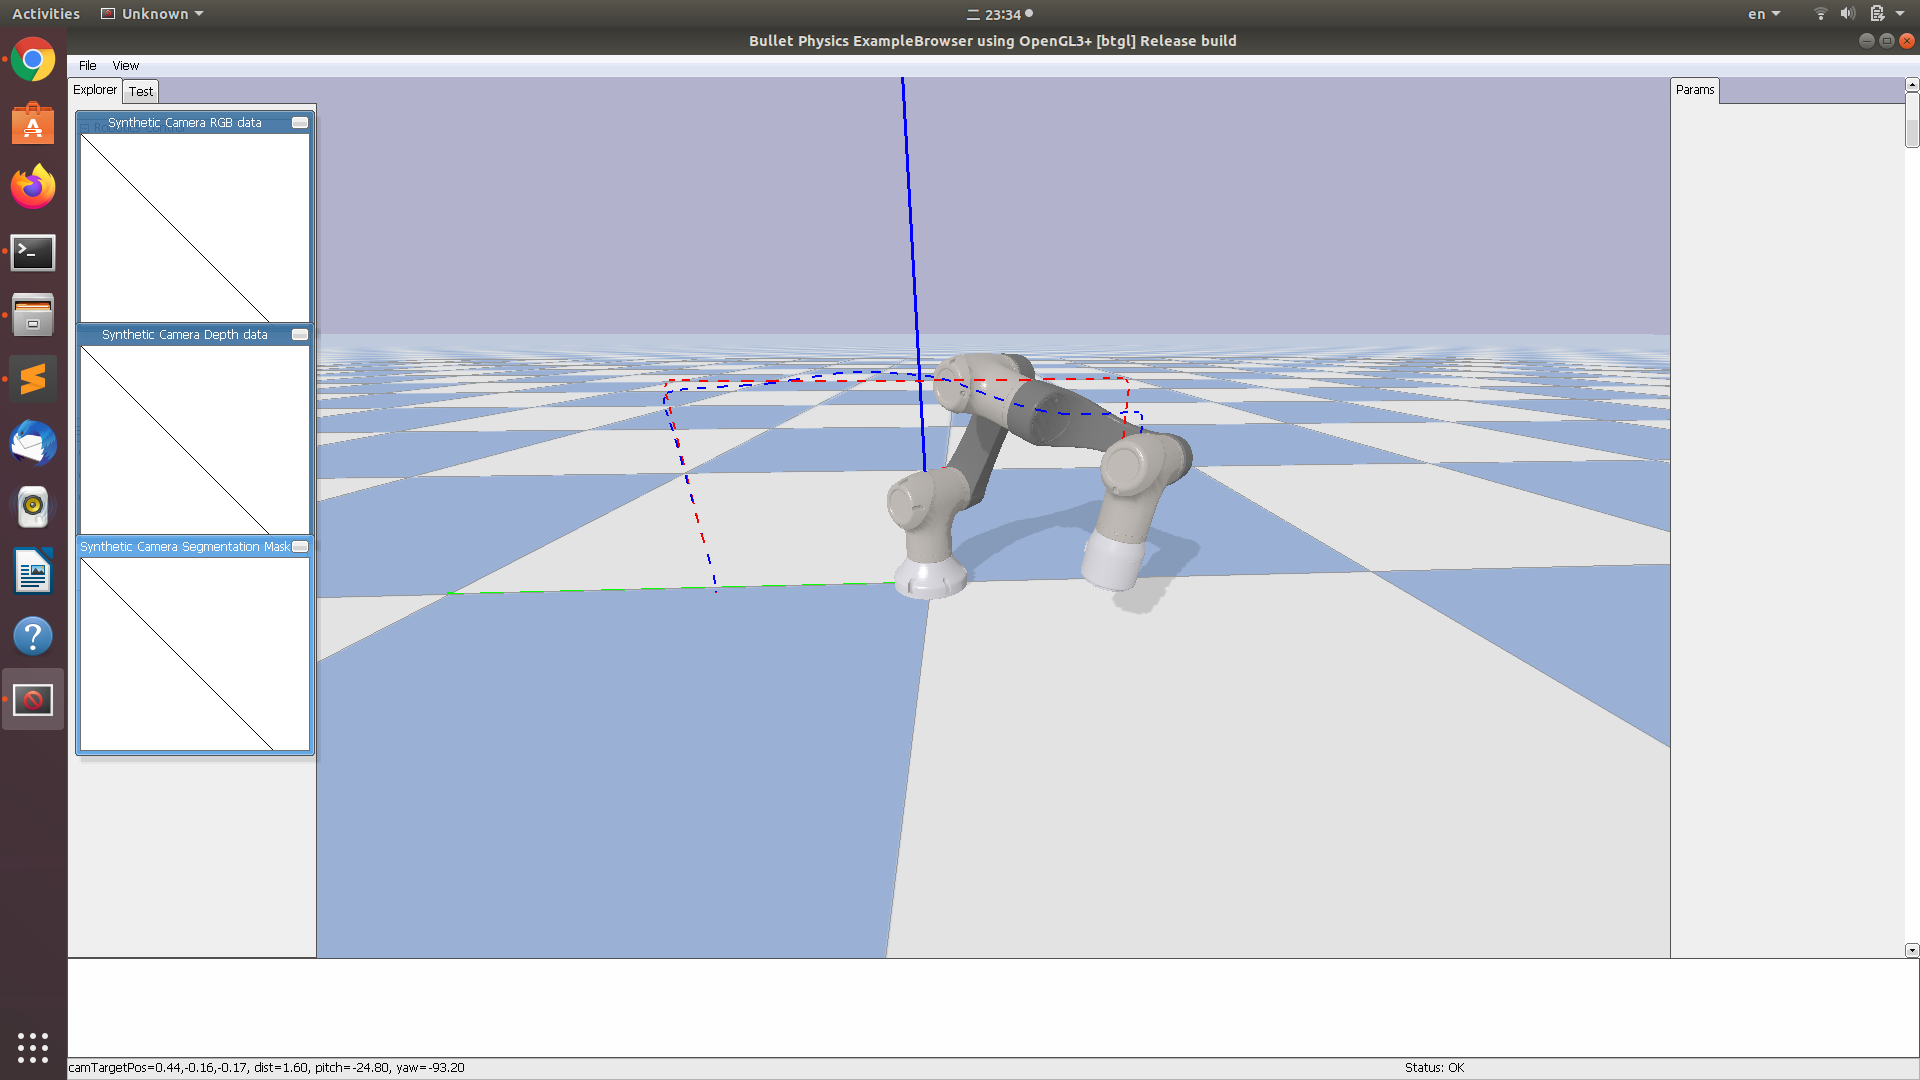 Activities
Unknown
二 23:34
en
Bullet Physics ExampleBrowser using OpenGL3+ [btgl] Release build
File View
Explorer Test
Params
Synthetic Camera RGB data
Synthetic Camera Depth data
Synthetic Camera Segmentation Mask
camTargetPos=0.44,-0.16,-0.17, dist=1.60, pitch=-24.80, yaw=-93.20
Status: OK